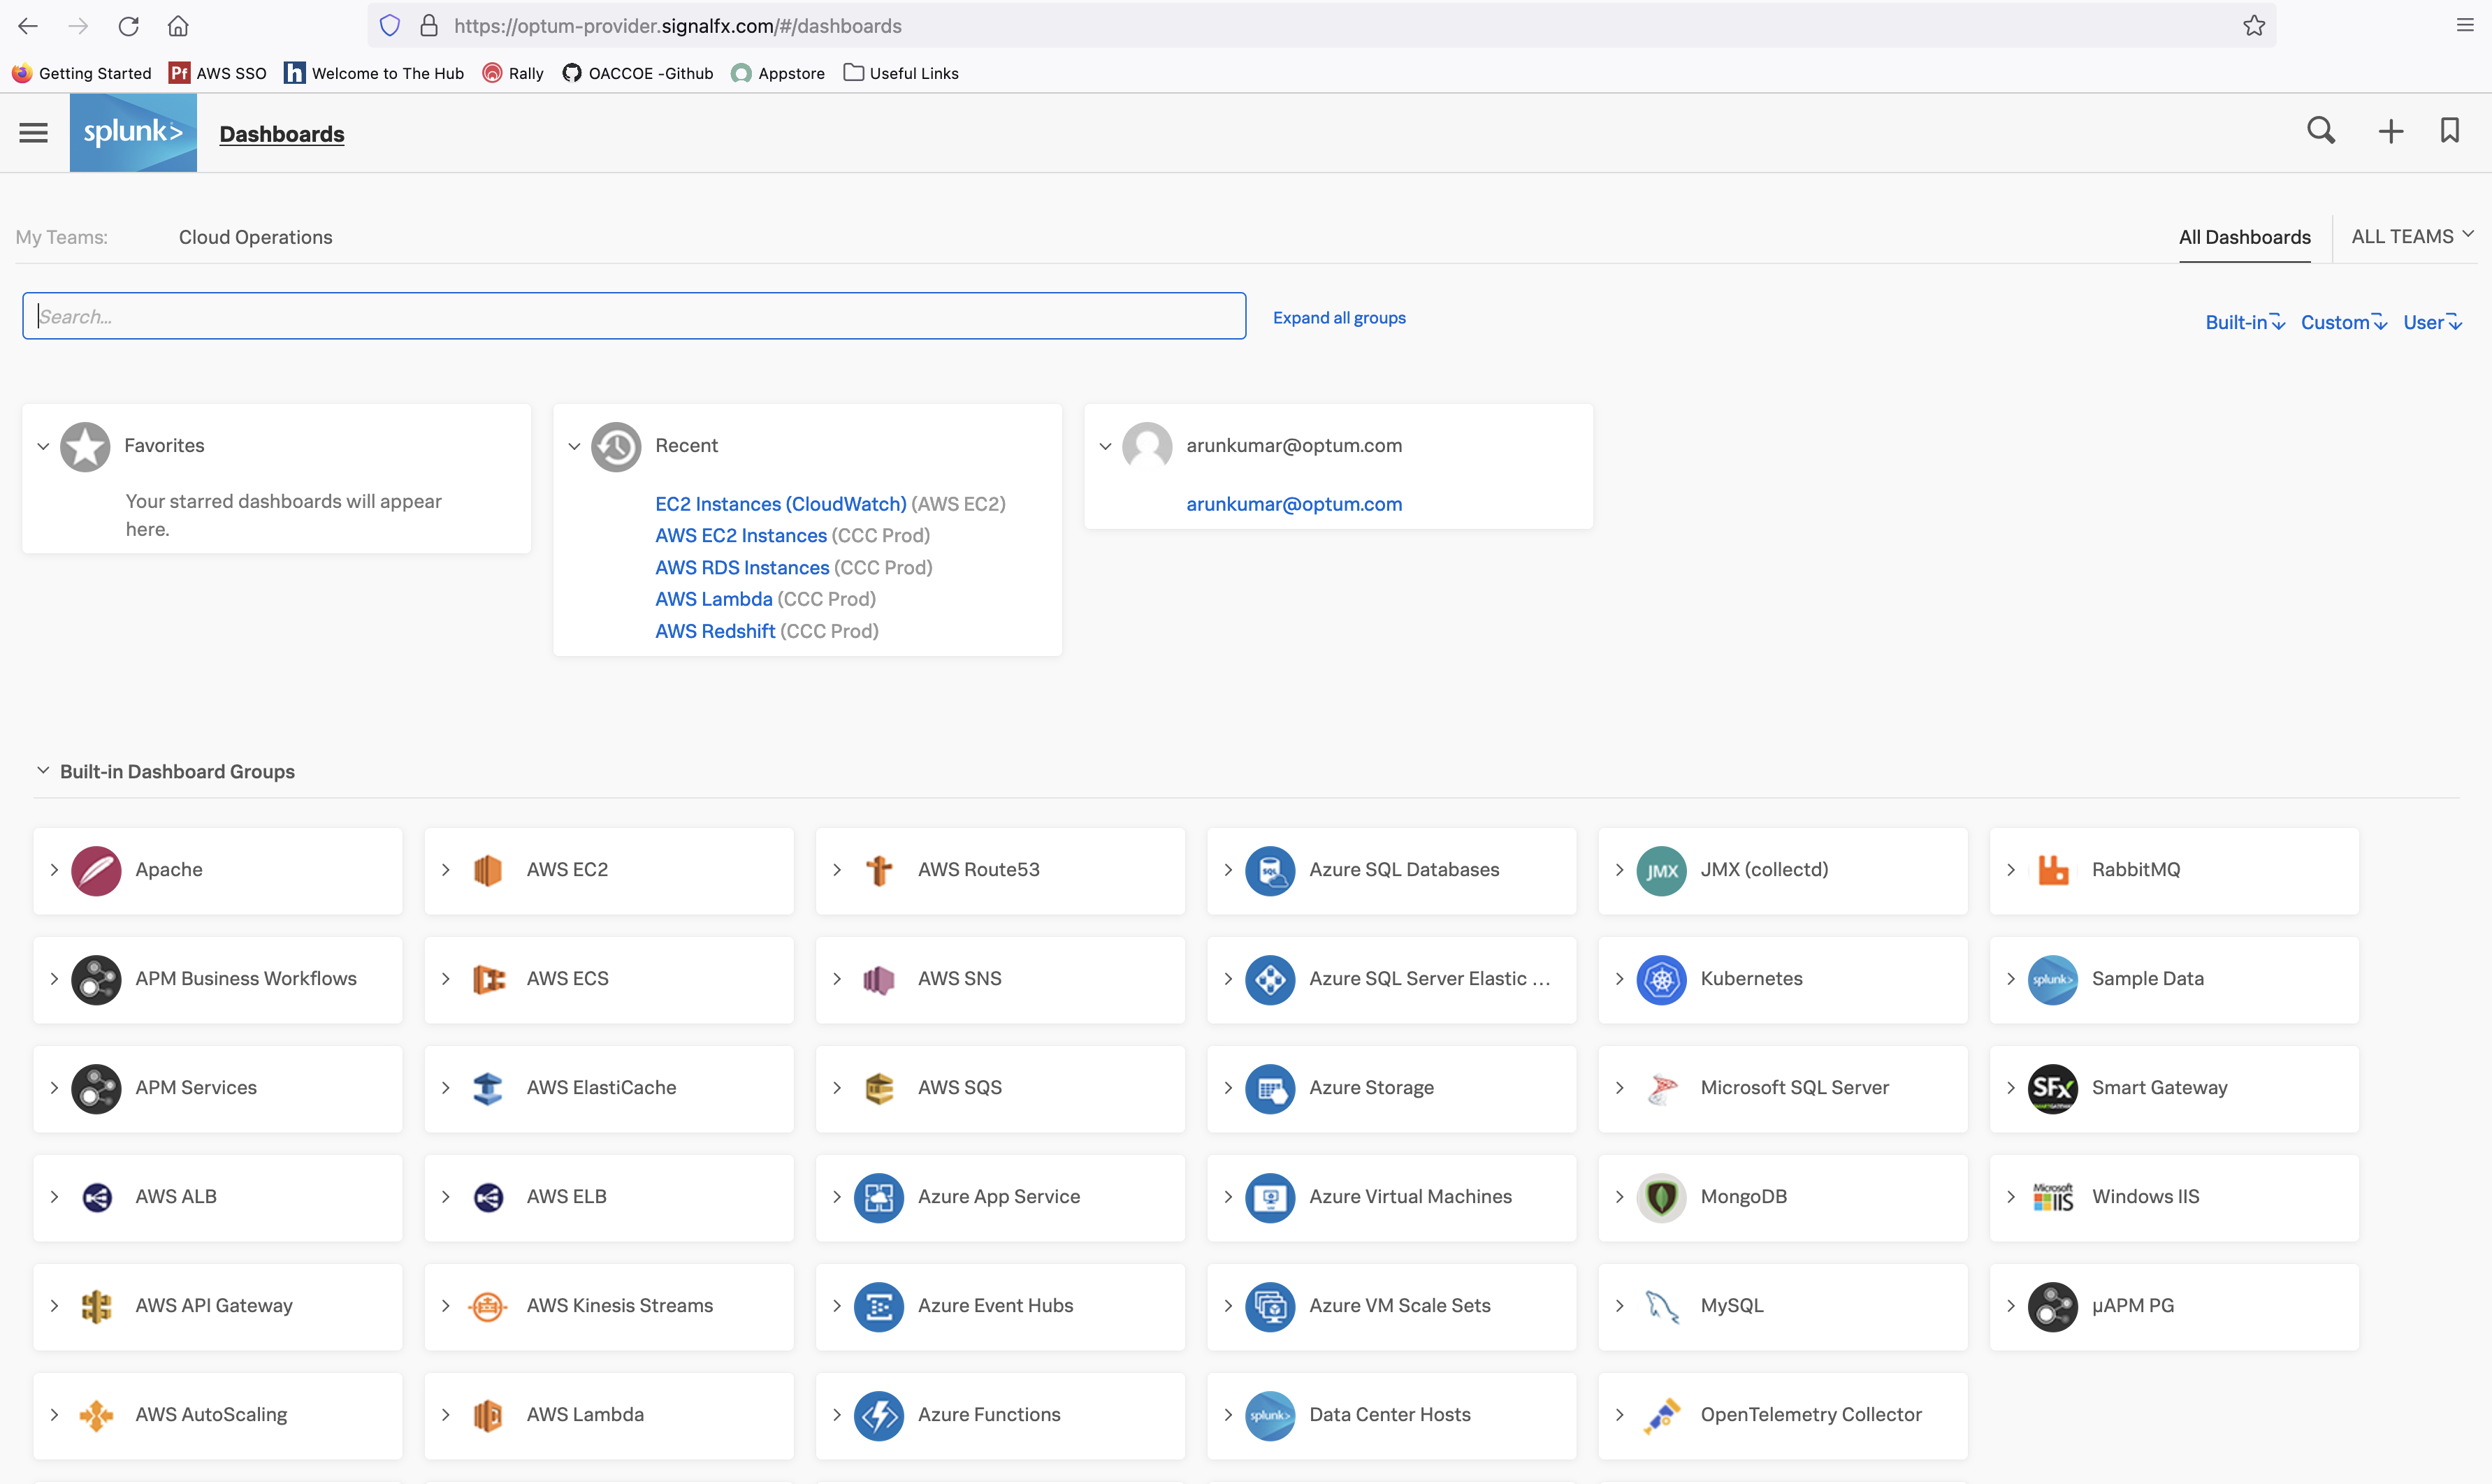 https://optum-provider.signalfx.com/#/dashboards
Getting Started
Pf AWS SSO
h Welcome to The Hub
Rally
OACCOE -Github
Appstore
Useful Links
splunk>
Dashboards
My Teams:
Cloud Operations
All Dashboards
ALL TEAMS
Search...
Expand all groups
Built-in
Custom
User
Favorites
Your starred dashboards will appear
here.
Recent
EC2 Instances (CloudWatch) (AWS EC2)
AWS EC2 Instances (CCC Prod)
AWS RDS Instances (CCC Prod)
AWS Lambda (CCC Prod)
AWS Redshift (CCC Prod)
arunkumar@optum.com
arunkumar@optum.com
Built-in Dashboard Groups
Apache
AWS EC2
AWS Route53
SQL Azure SQL Databases
JMX JMX (collectd)
RabbitMQ
APM Business Workflows
AWS ECS
AWS SNS
Azure SQL Server Elastic ...
Kubernetes
splunk> Sample Data
APM Services
AWS ElastiCache
AWS SQS
Azure Storage
Microsoft SQL Server
SFx Smart Gateway
AWS ALB
AWS ELB
Azure App Service
Azure Virtual Machines
MongoDB
Microsoft IIS Windows IIS
AWS API Gateway
AWS Kinesis Streams
Azure Event Hubs
Azure VM Scale Sets
MySQL
µAPM PG
AWS AutoScaling
AWS Lambda
Azure Functions
splunk> Data Center Hosts
OpenTelemetry Collector